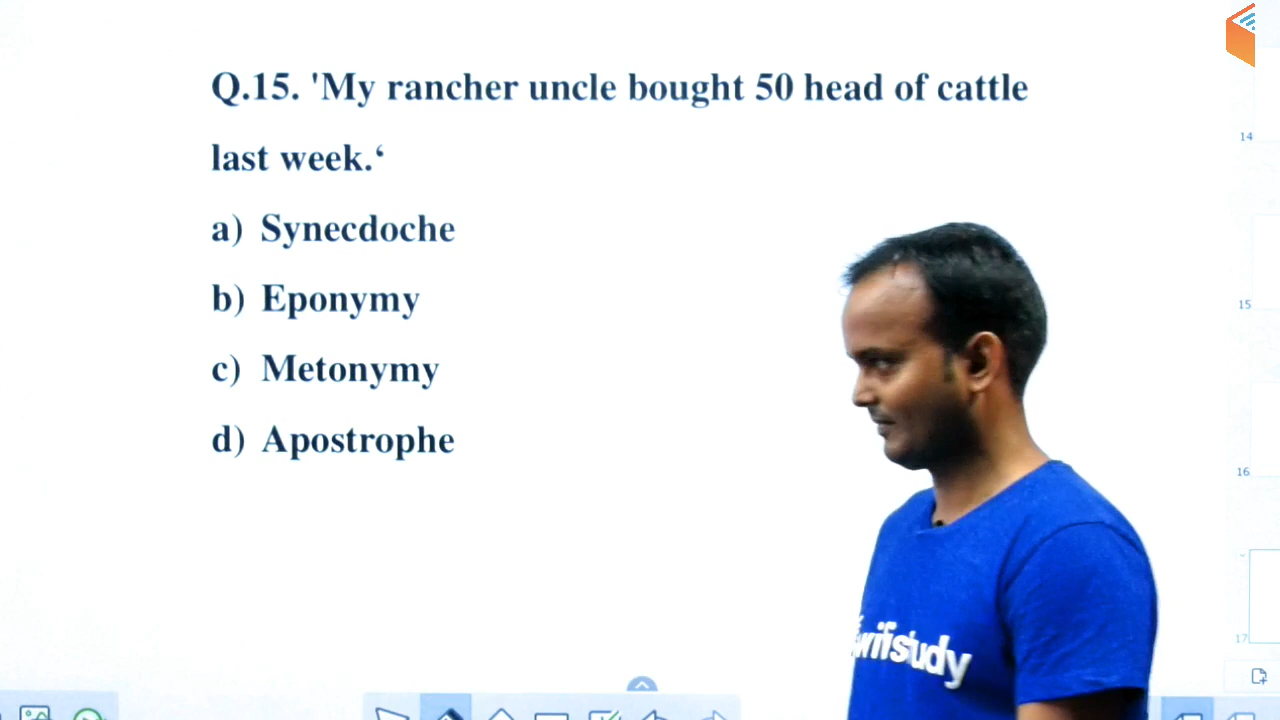 Q.15. 'My rancher uncle bought 50 head of cattle
last week.‘
a) Synecdoche
b) Eponymy
c) Metonymy
d) Apostrophe
14
15
16
17
wifistudy